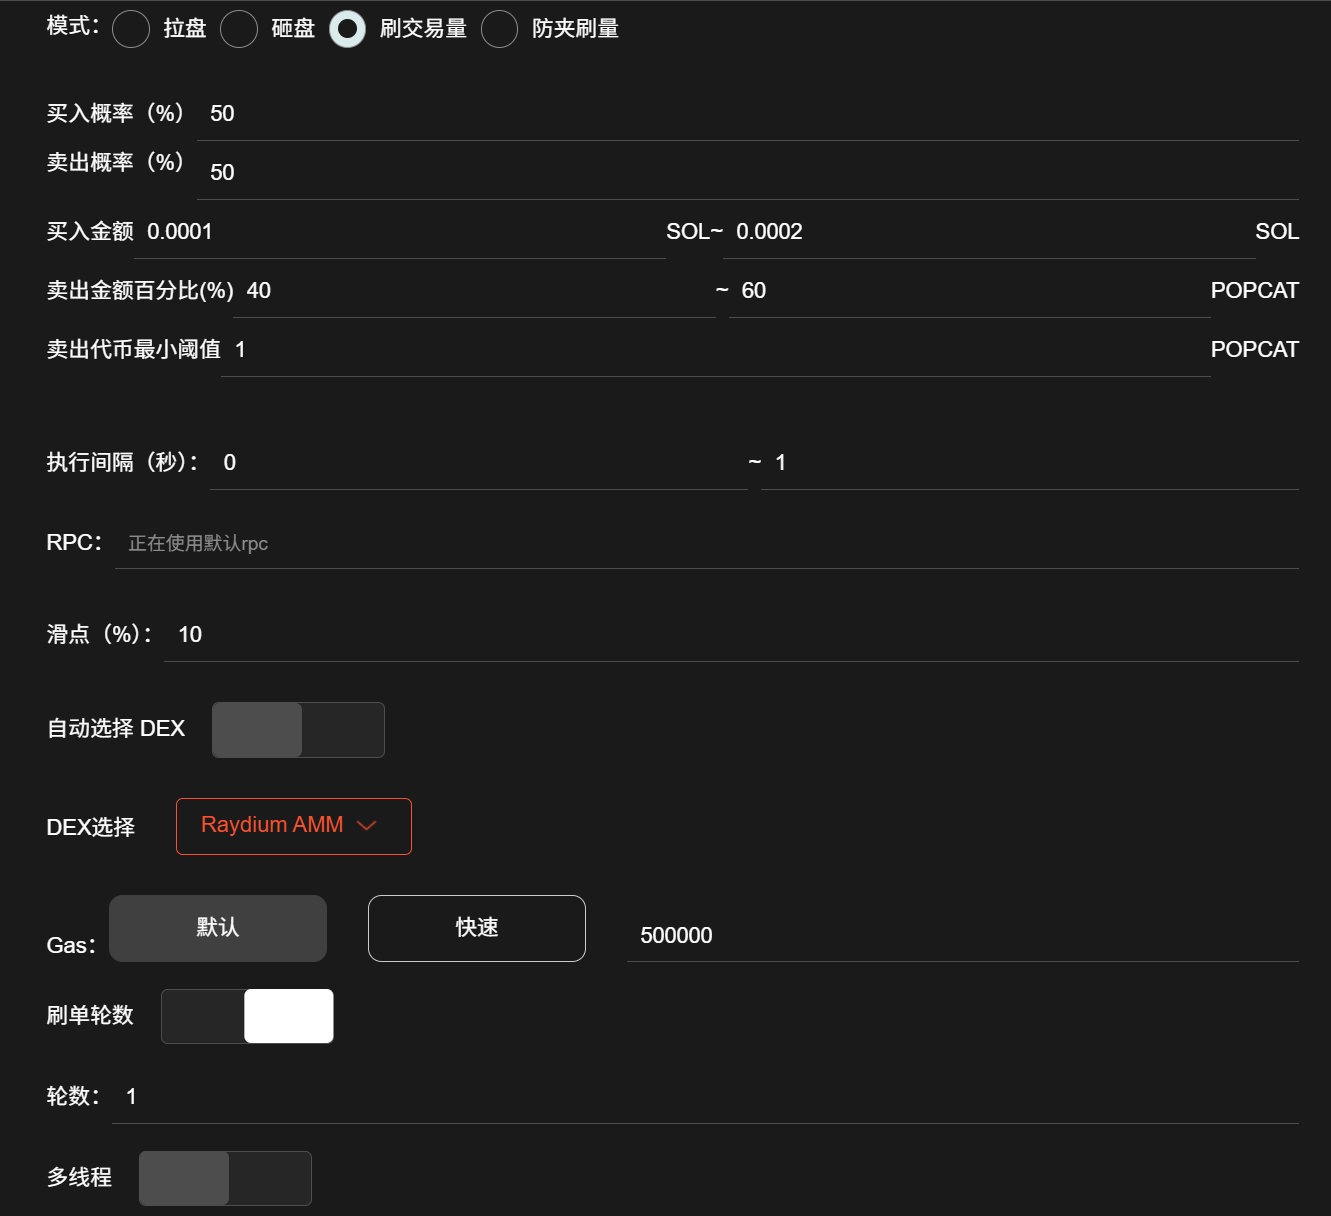 模式： 拉盘 砸盘 刷交易量 防夹刷量
买入概率（%） 50
卖出概率（%） 50
买入金额 0.0001 SOL~ 0.0002 SOL
卖出金额百分比(%) 40 ~ 60 POPCAT
卖出代币最小阈值 1 POPCAT
执行间隔（秒）： 0 ~ 1
RPC： 正在使用默认rpc
滑点（%）： 10
自动选择 DEX
DEX选择 Raydium AMM
Gas： 默认 快速 500000
刷单轮数
轮数： 1
多线程